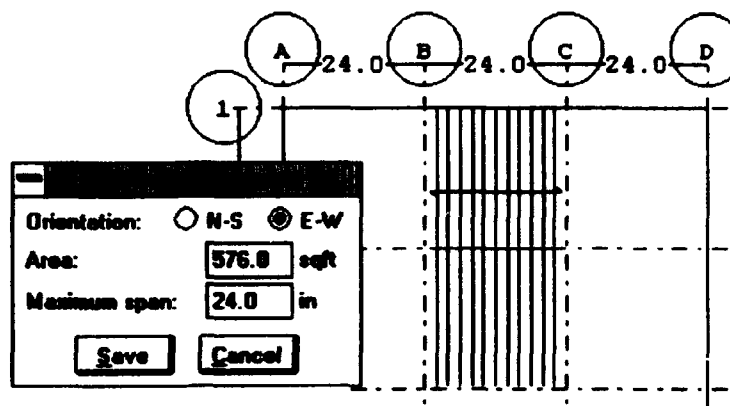 A B C D
24.0 24.0 24.0
1
Orientation: N-S E-W
Area: 576.0 sqft
Maximum span: 24.0 in
Save Cancel